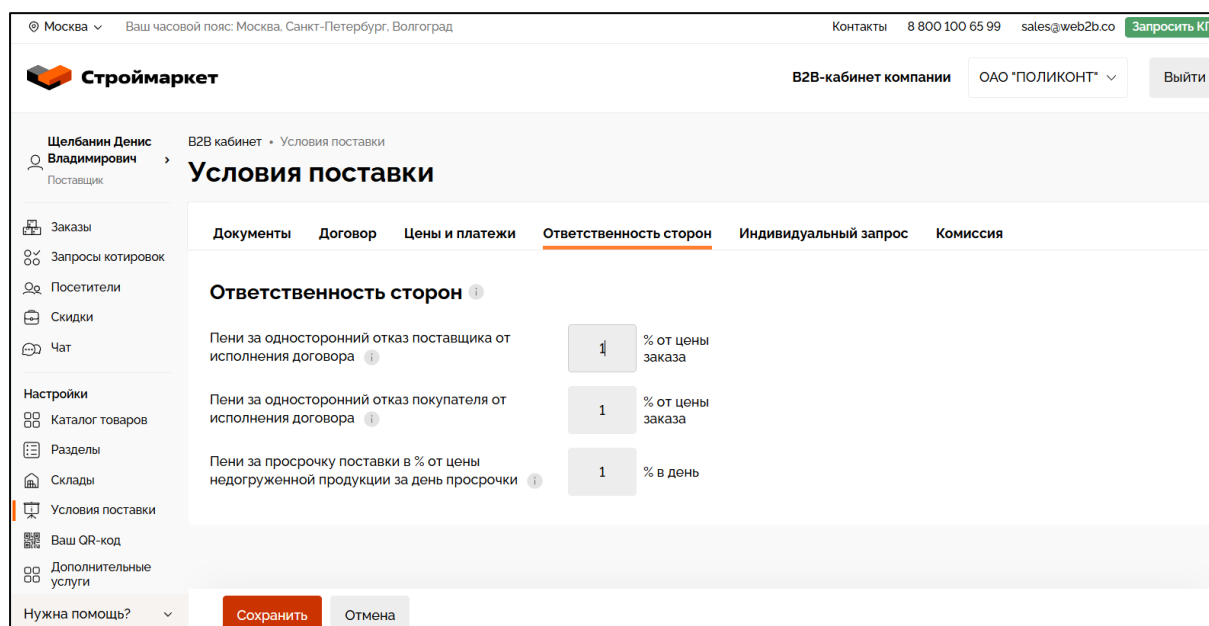 Москва
Ваш часовой пояс: Москва, Санкт-Петербург, Волгоград
Контакты
8 800 100 65 99
sales@web2b.co
Запросить КП
Строймаркет
B2B-кабинет компании
ОАО "ПОЛИКОНТ"
Выйти
Щелбанин Денис
Владимирович
Поставщик
B2B кабинет • Условия поставки
Условия поставки
Заказы
Запросы котировок
Посетители
Скидки
Чат
Настройки
Каталог товаров
Разделы
Склады
Условия поставки
Ваш QR-код
Дополнительные
услуги
Нужна помощь?
Документы
Договор
Цены и платежи
Ответственность сторон
Индивидуальный запрос
Комиссия
Ответственность сторон
Пени за односторонний отказ поставщика от
исполнения договора
1
% от цены
заказа
Пени за односторонний отказ покупателя от
исполнения договора
1
% от цены
заказа
Пени за просрочку поставки в % от цены
недогруженной продукции за день просрочки
1
% в день
Сохранить
Отмена